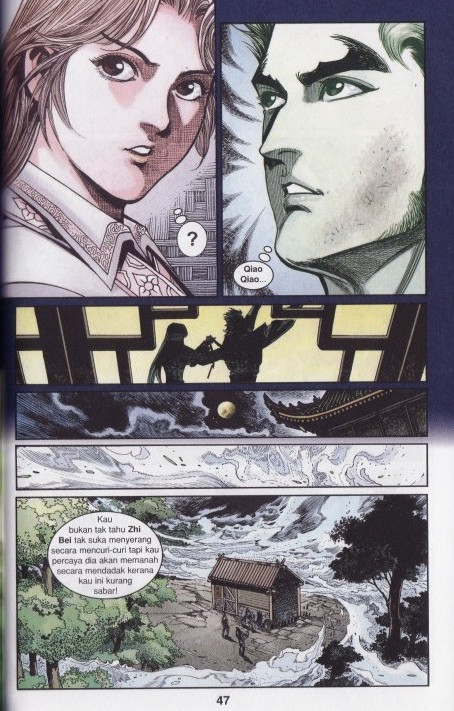 ?
Qiao
Qiao...
Kau
bukan tak tahu Zhi
Bei tak suka menyerang
secara mencuri-curi tapi kau
percaya dia akan memanah
secara mendadak kerana
kau ini kurang
sabar!
47